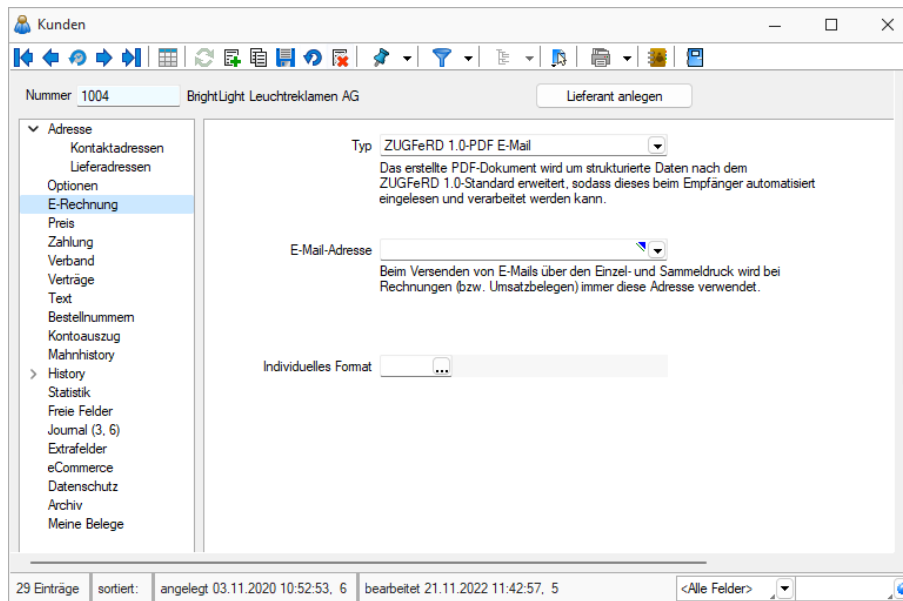 Kunden
Nummer 1004 BrightLight Leuchtreklamen AG Lieferant anlegen
Adresse
Kontaktadressen
Lieferadressen
Optionen
E-Rechnung
Preis
Zahlung
Verband
Verträge
Text
Bestellnummern
Kontoauszug
Mahnhistory
History
Statistik
Freie Felder
Journal (3, 6)
Extrafelder
eCommerce
Datenschutz
Archiv
Meine Belege
Typ ZUGFeRD 1.0-PDF E-Mail
Das erstellte PDF-Dokument wird um strukturierte Daten nach dem
ZUGFeRD 1.0-Standard erweitert, sodass dieses beim Empfänger automatisiert
eingelesen und verarbeitet werden kann.
E-Mail-Adresse
Beim Versenden von E-Mails über den Einzel- und Sammeldruck wird bei
Rechnungen (bzw. Umsatzbelegen) immer diese Adresse verwendet.
Individuelles Format ...
29 Einträge sortiert: angelegt 03.11.2020 10:52:53, 6 bearbeitet 21.11.2022 11:42:57, 5 <Alle Felder>